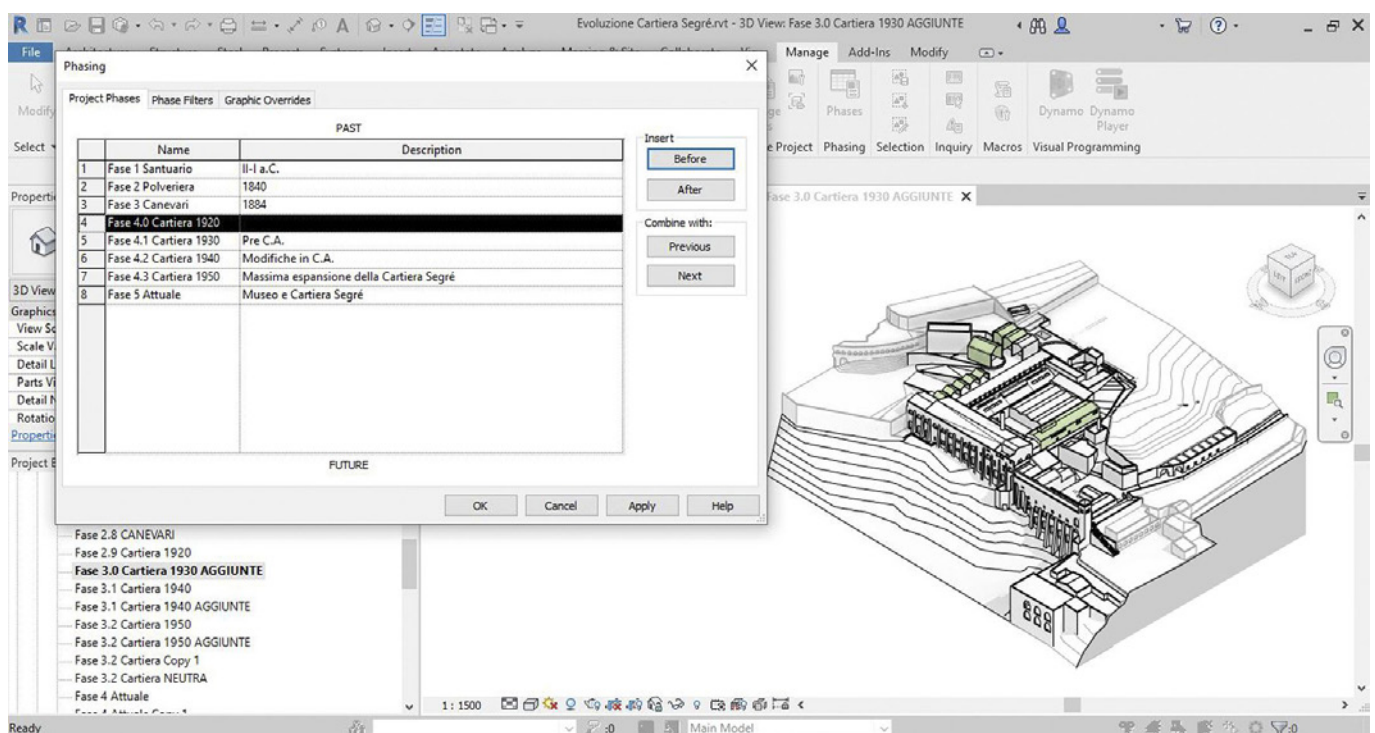 Evoluzione Cartiera Segré.rvt - 3D View: Fase 3.0 Cartiera 1930 AGGIUNTE
File
Manage Add-Ins Modify
Phasing
Project Phases Phase Filters Graphic Overrides
PAST
Name Description
1 Fase 1 Santuario II-I a.C.
2 Fase 2 Polveriera 1840
3 Fase 3 Canevari 1884
4 Fase 4.0 Cartiera 1920
5 Fase 4.1 Cartiera 1930 Pre C.A.
6 Fase 4.2 Cartiera 1940 Modifiche in C.A.
7 Fase 4.3 Cartiera 1950 Massima espansione della Cartiera Segré
8 Fase 5 Attuale Museo e Cartiera Segré
FUTURE
Insert
Before
After
Combine with:
Previous
Next
OK Cancel Apply Help
Modify
Select
Phases
Dynamo Dynamo
Player
e Project Phasing Selection Inquiry Macros Visual Programming
Properti
Fase 3.0 Cartiera 1930 AGGIUNTE
3D View
Graphics
View Sc
Scale V
Detail L
Parts Vi
Detail N
Rotatio
Properti
Project B
Fase 2.8 CANEVARI
Fase 2.9 Cartiera 1920
Fase 3.0 Cartiera 1930 AGGIUNTE
Fase 3.1 Cartiera 1940
Fase 3.1 Cartiera 1940 AGGIUNTE
Fase 3.2 Cartiera 1950
Fase 3.2 Cartiera 1950 AGGIUNTE
Fase 3.2 Cartiera Copy 1
Fase 3.2 Cartiera NEUTRA
Fase 4 Attuale
1 : 1500
Ready
:0
Main Model
:0